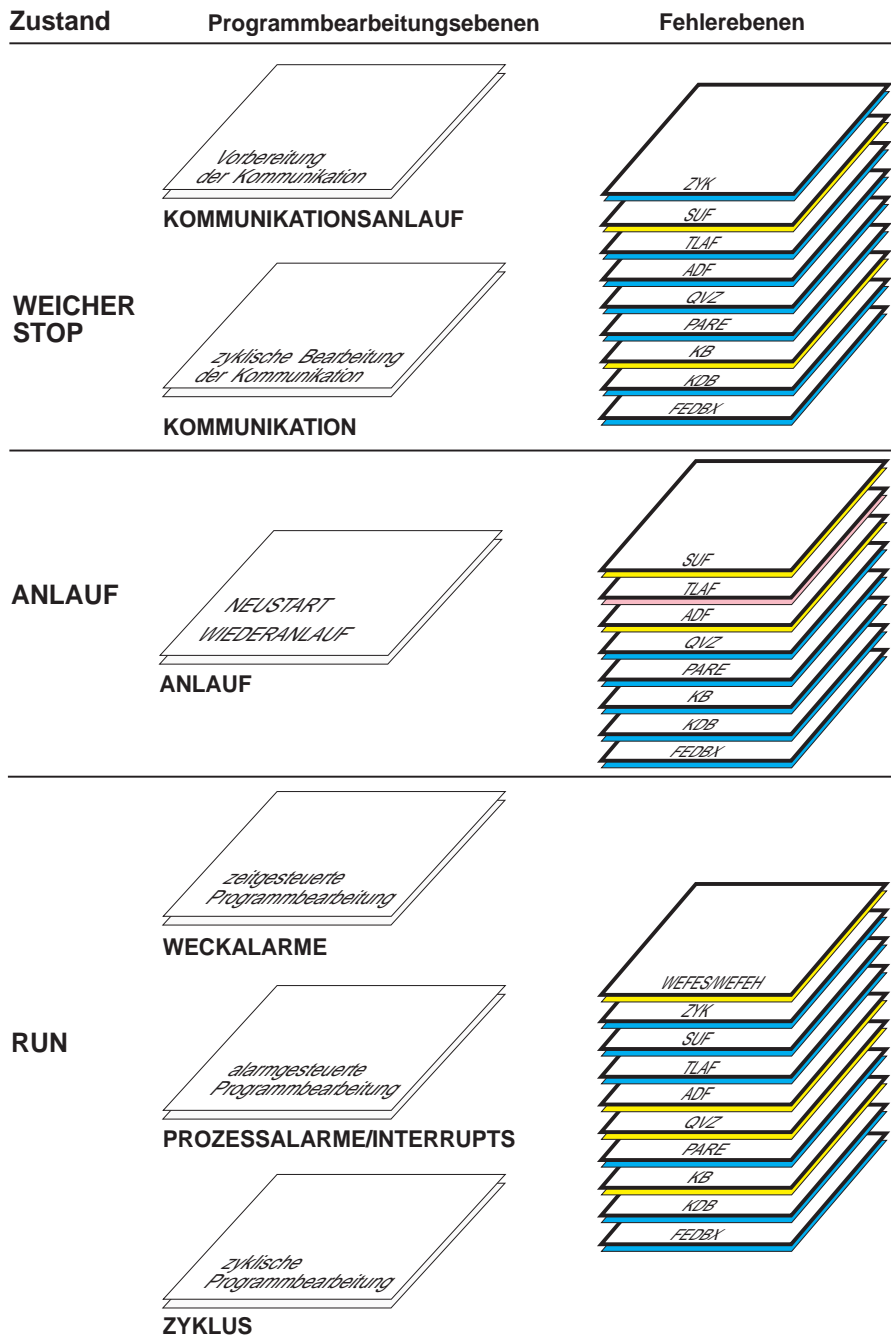 Zustand Programmbearbeitungsebenen Fehlerebenen
Vorbereitung
der Kommunikation
KOMMUNIKATIONSANLAUF
WEICHER
STOP
zyklische Bearbeitung
der Kommunikation
KOMMUNIKATION
ZYK
SUF
TLAF
ADF
QVZ
PARE
KB
KDB
FEDBX
ANLAUF
NEUSTART
WIEDERANLAUF
ANLAUF
SUF
TLAF
ADF
QVZ
PARE
KB
KDB
FEDBX
RUN
zeitgesteuerte
Programmbearbeitung
WECKALARME
alarmgesteuerte
Programmbearbeitung
PROZESSALARME/INTERRUPTS
zyklische
Programmbearbeitung
ZYKLUS
WEFES/WEFEH
ZYK
SUF
TLAF
ADF
QVZ
PARE
KB
KDB
FEDBX